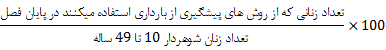 تعداد زنانی که از روش های پیشگیری از بارداری استفاده میکنند در پایان فصل
تعداد زنان شوهردار 10 تا 49 ساله
×100